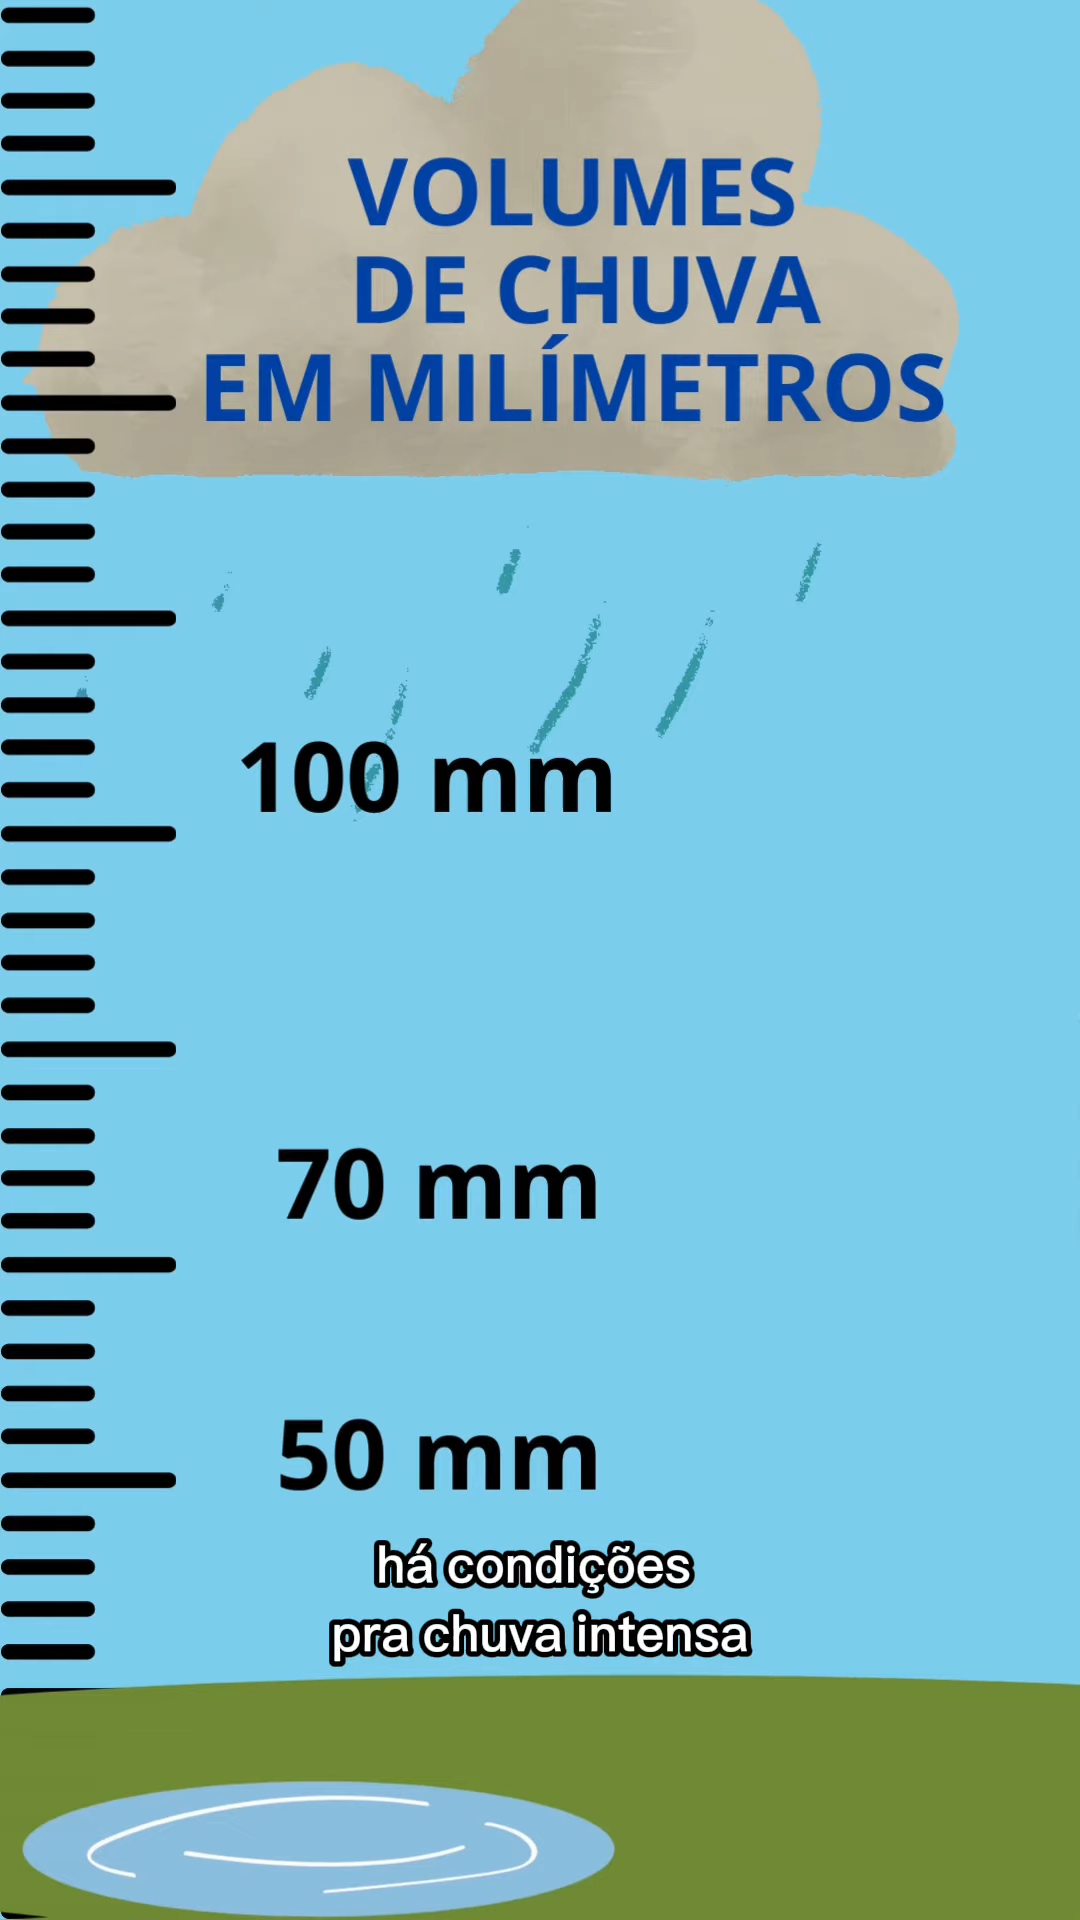 VOLUMES
DE CHUVA
EM MILÍMETROS
100 mm
70 mm
50 mm
há condições
pra chuva intensa